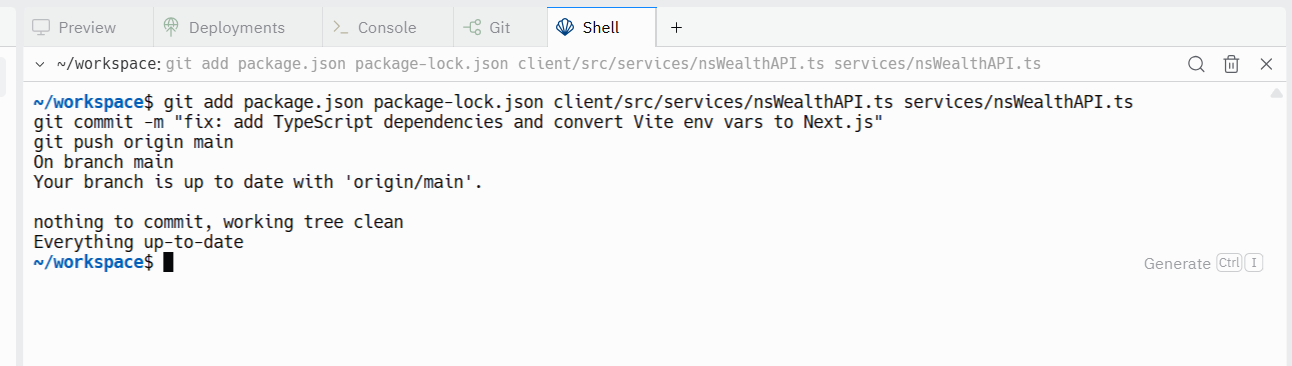 Preview Deployments Console Git Shell +
~/workspace: git add package.json package-lock.json client/src/services/nsWealthAPI.ts services/nsWealthAPI.ts
~/workspace$ git add package.json package-lock.json client/src/services/nsWealthAPI.ts services/nsWealthAPI.ts
git commit -m "fix: add TypeScript dependencies and convert Vite env vars to Next.js"
git push origin main
On branch main
Your branch is up to date with 'origin/main'.
nothing to commit, working tree clean
Everything up-to-date
~/workspace$
Generate Ctrl I